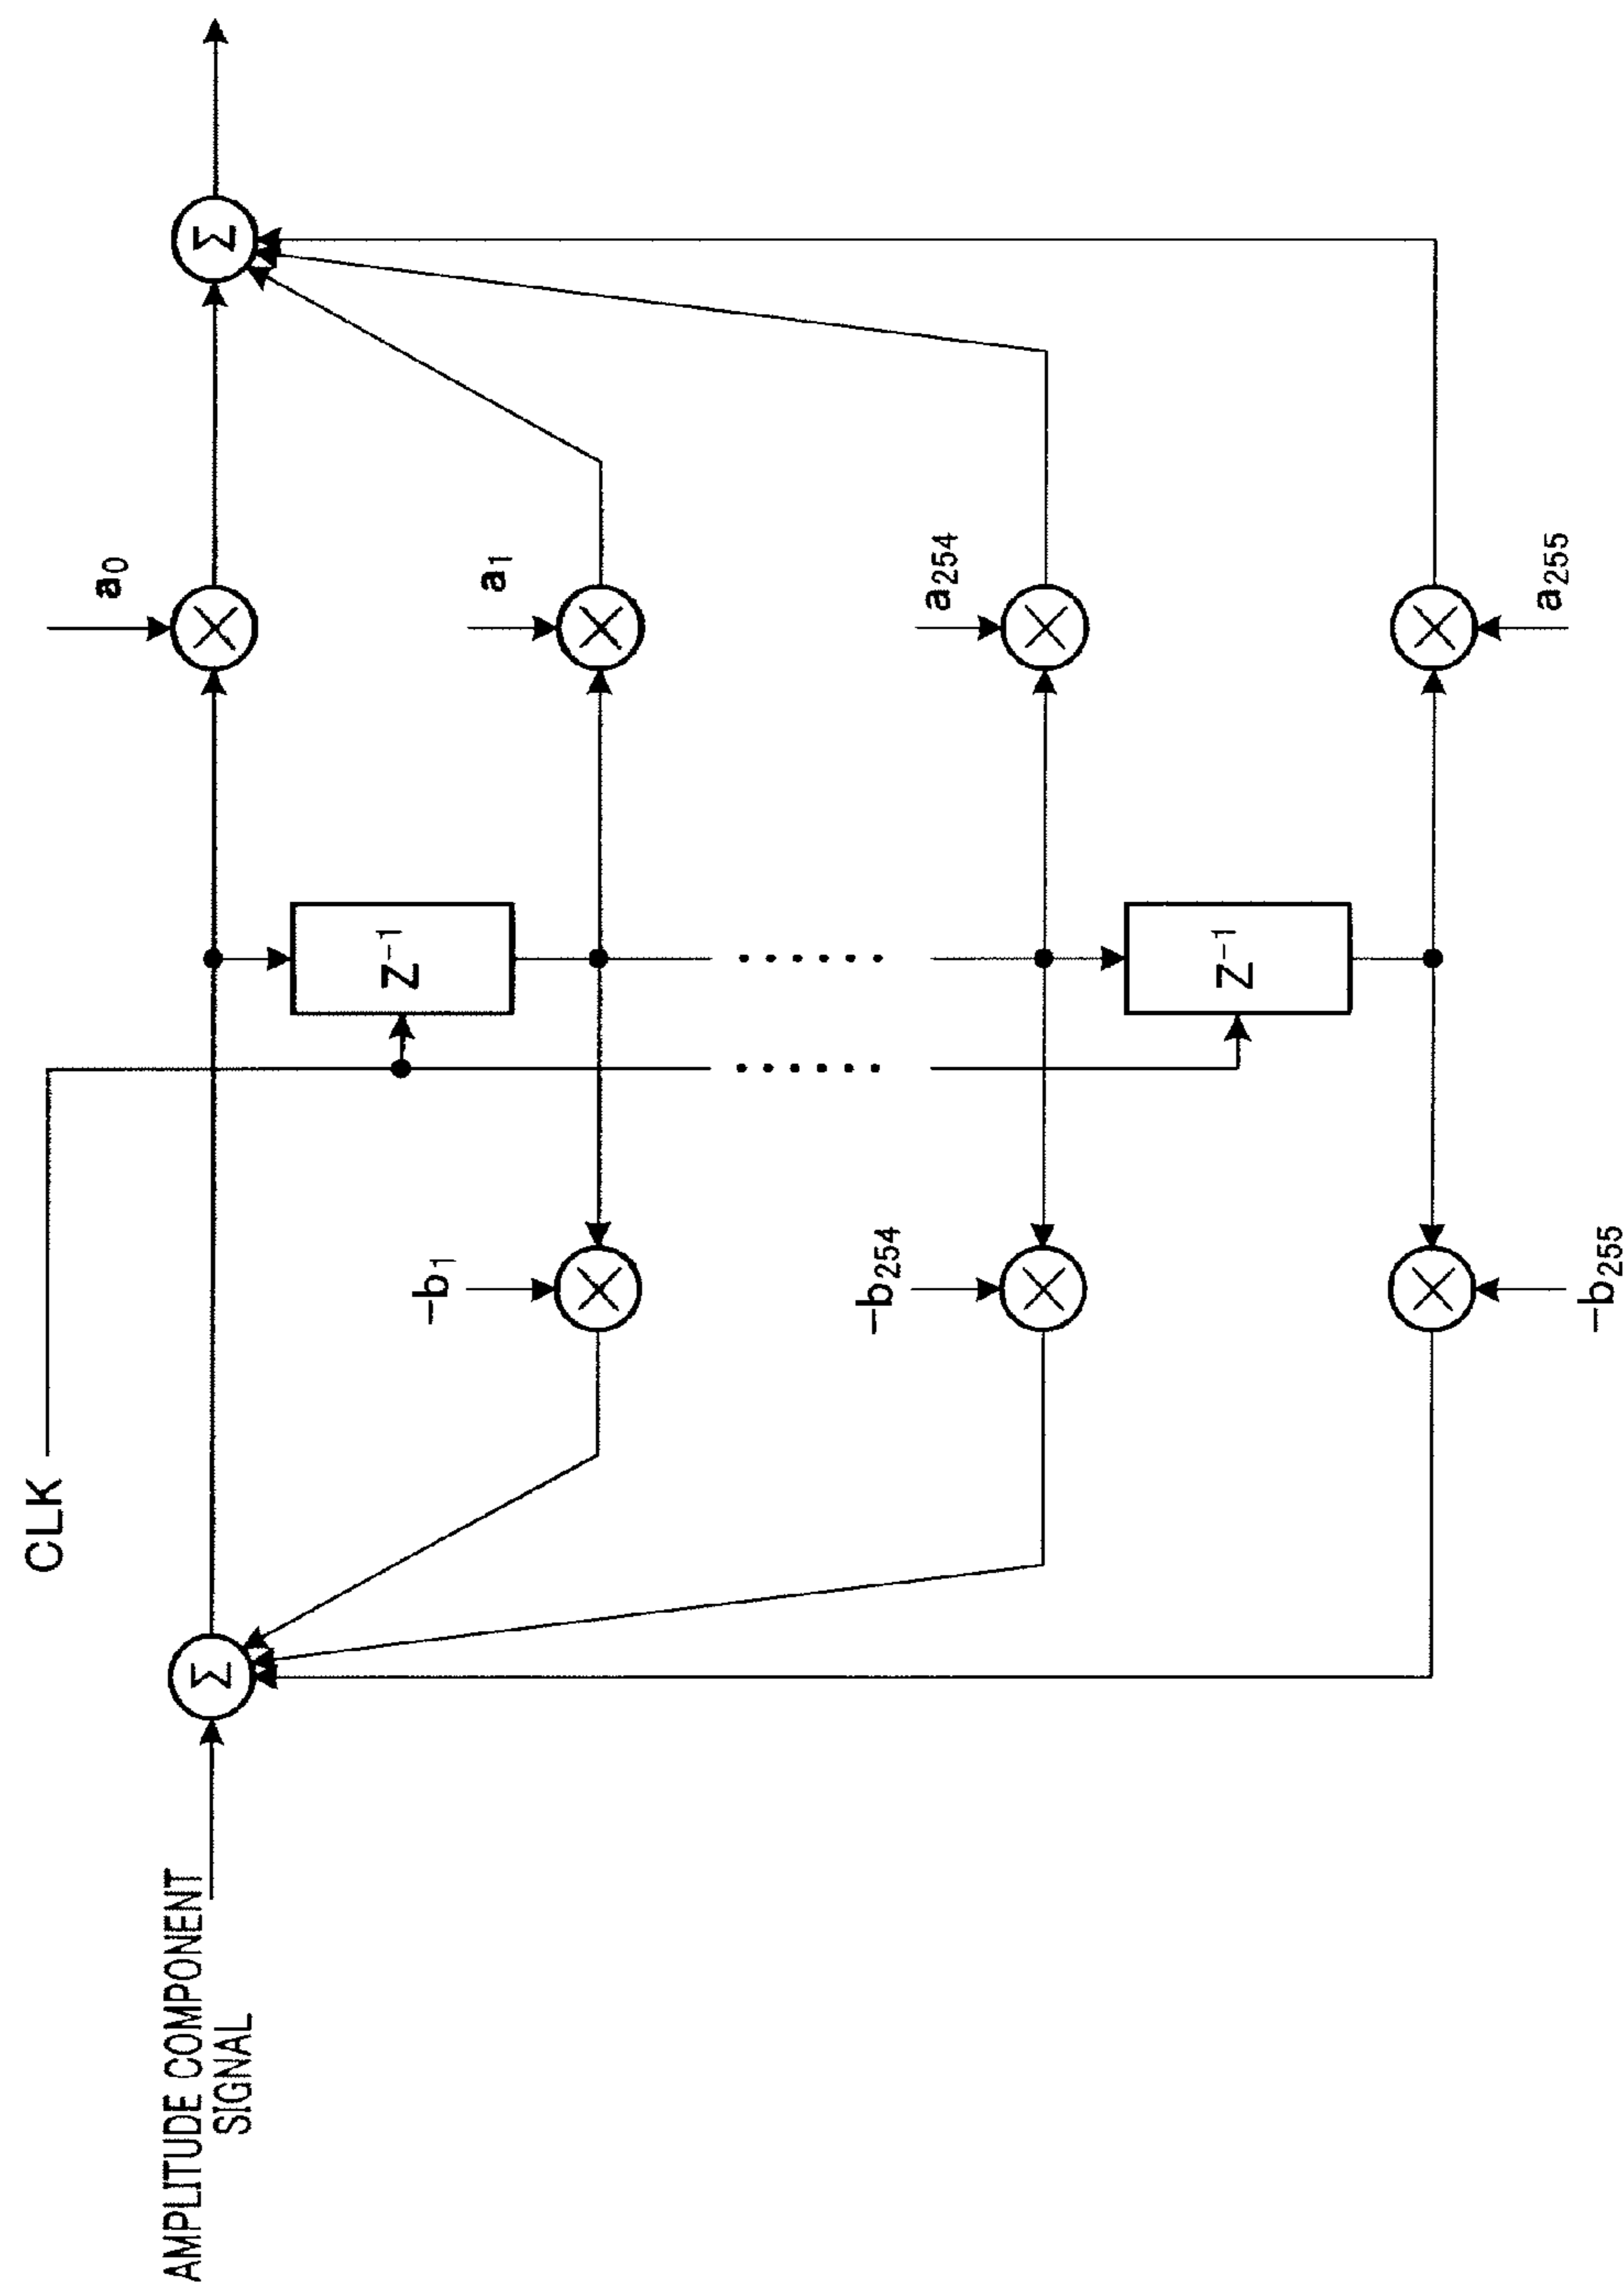 CLK
AMPLITUDE COMPONENT
SIGNAL
Σ
Σ
a0
Z−1
-b1
a1
-b254
a254
Z−1
-b255
a255